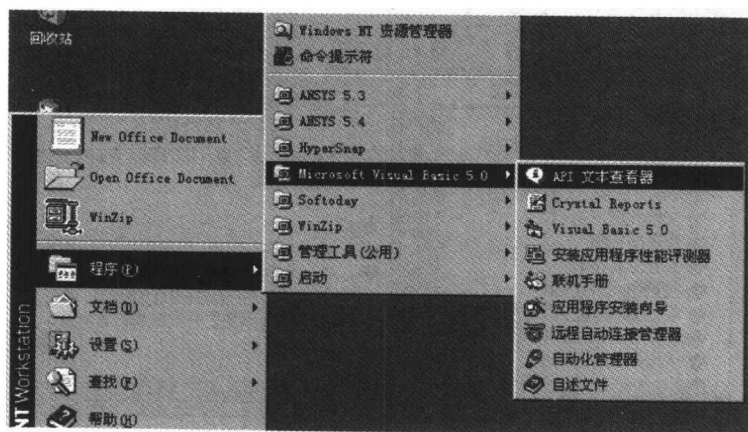 回收站
New Office Document
Open Office Document
WinZip
程序(P)
文档(D)
设置(S)
查找(F)
帮助(H)
NT Workstation
Windows NT 资源管理器
命令提示符
ANSYS 5.3
ANSYS 5.4
HyperSnap
Microsoft Visual Basic 5.0
Softoday
WinZip
管理工具(公用)
启动
API 文本查看器
Crystal Reports
Visual Basic 5.0
安装应用程序性能评测器
联机手册
应用程序安装向导
远程自动连接管理器
自动化管理器
自述文件